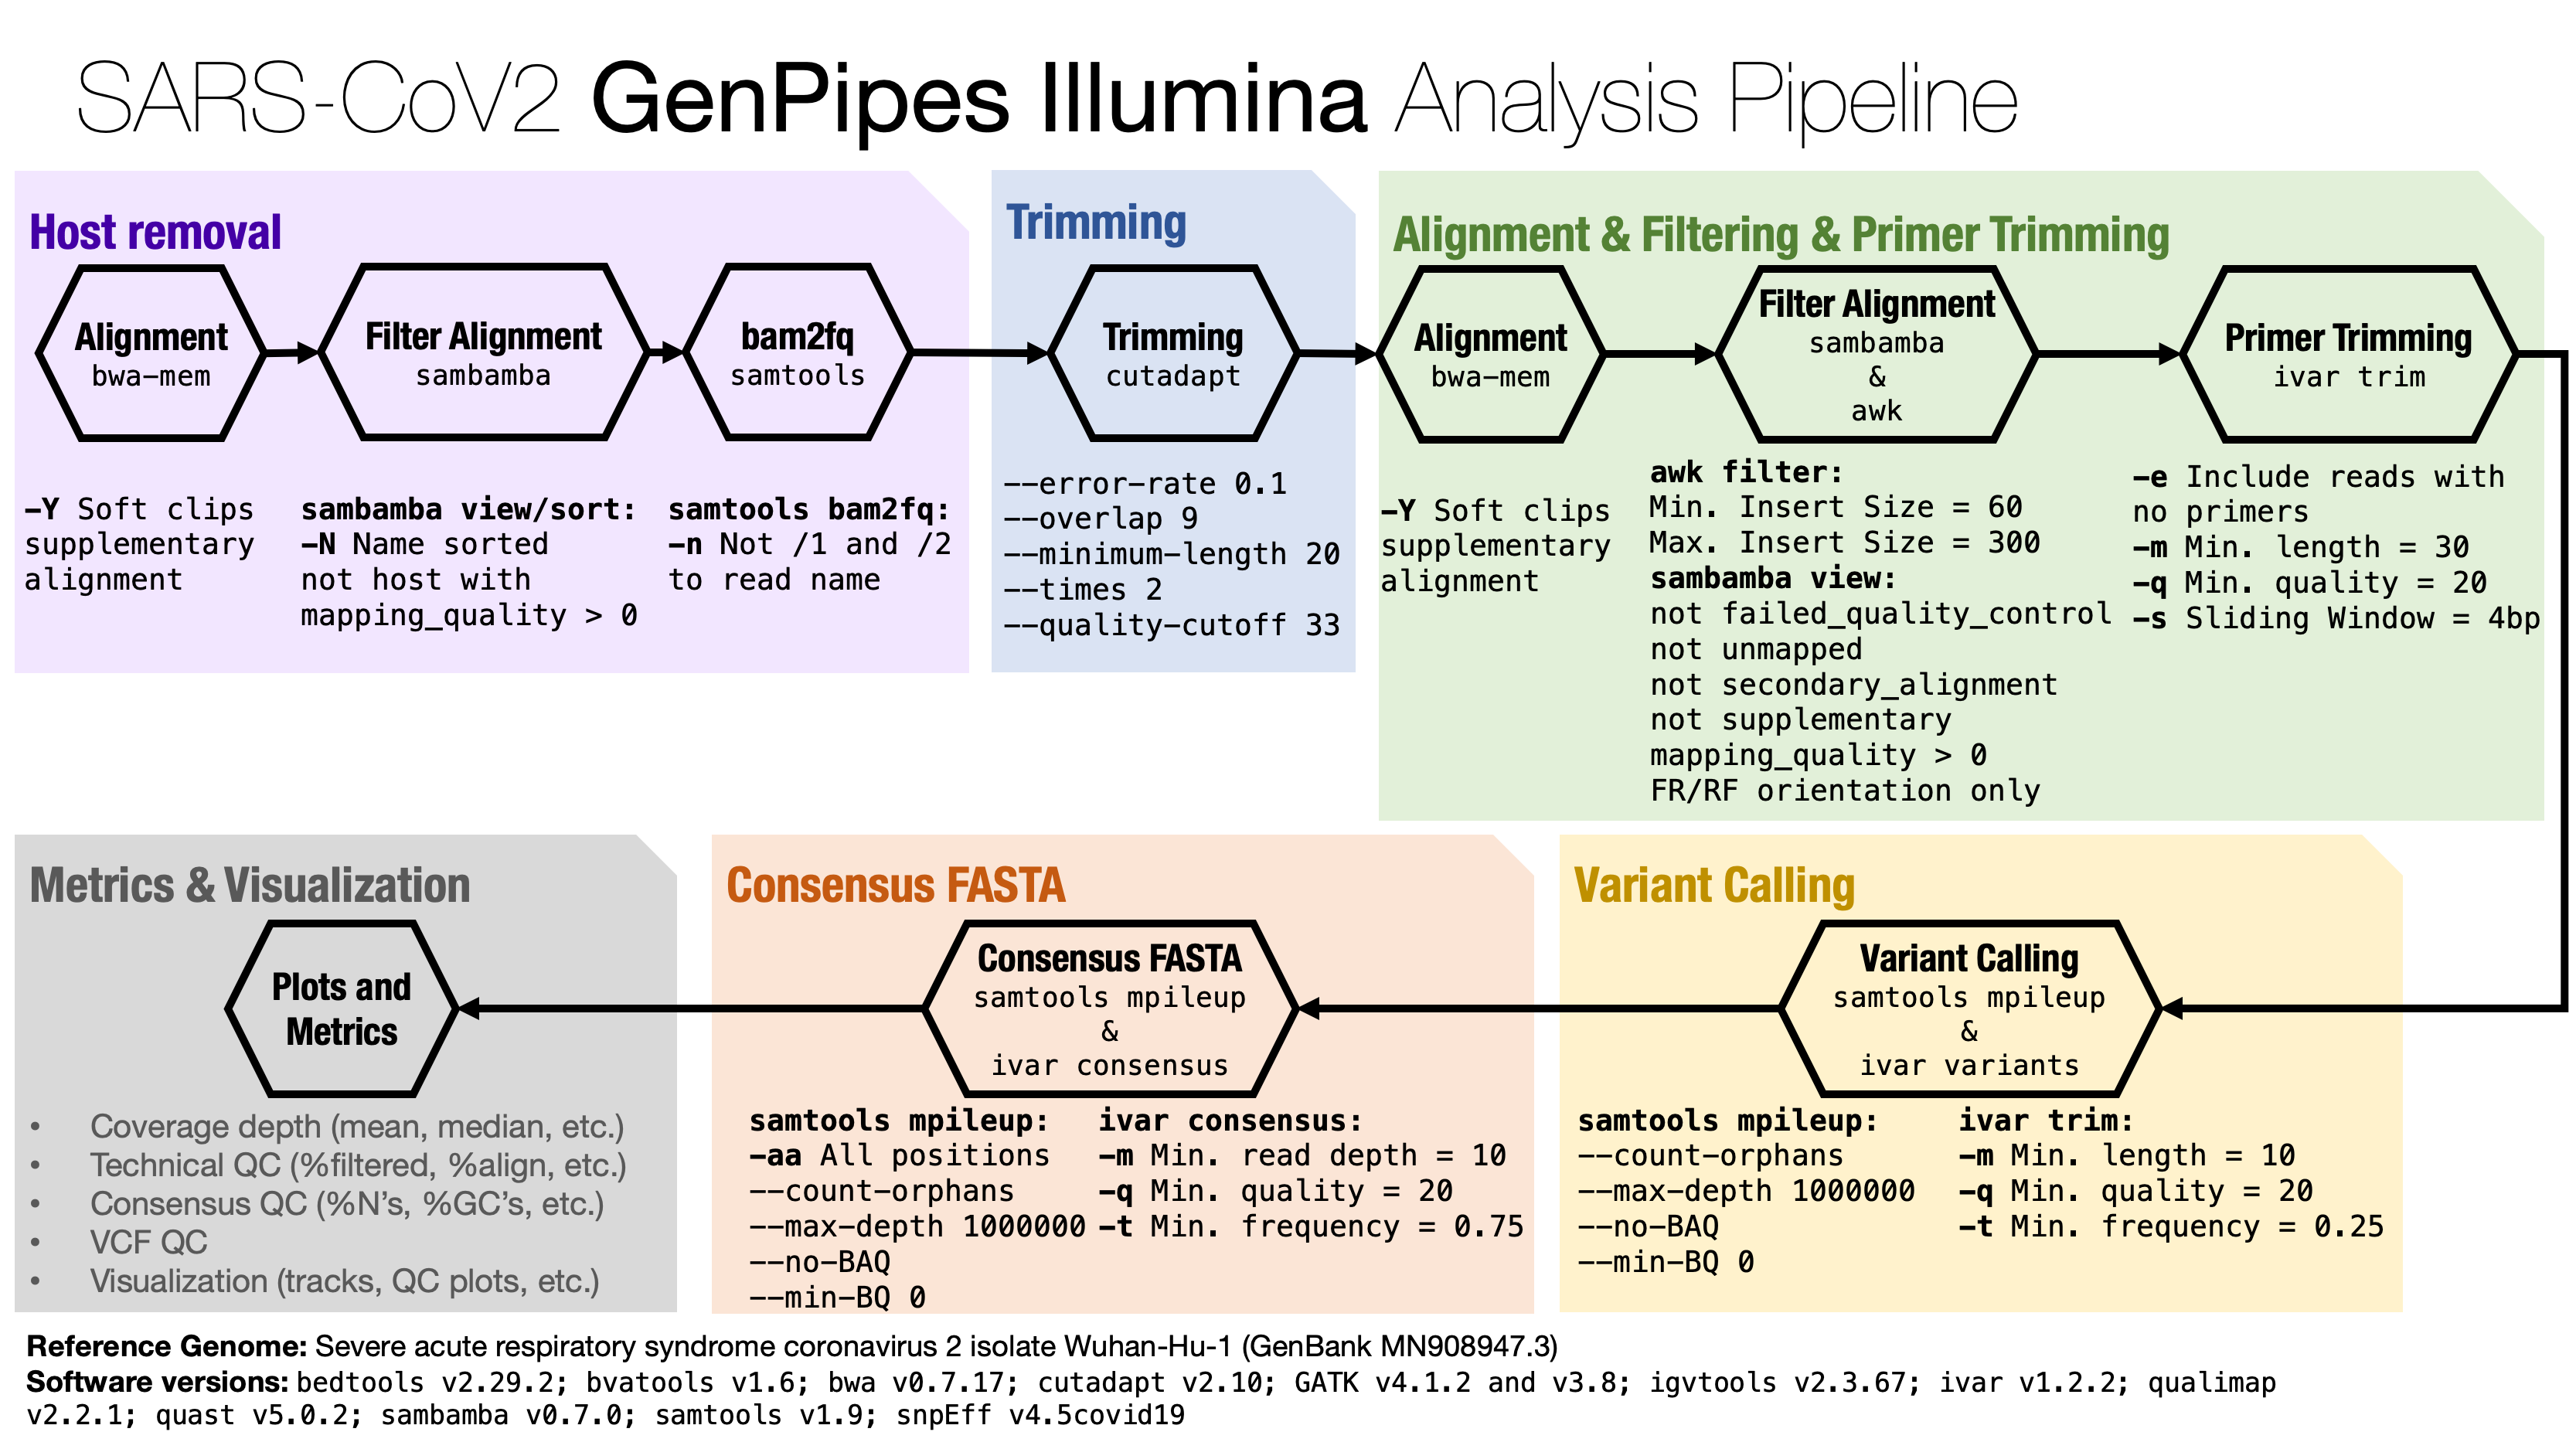 SARS-CoV2 GenPipes Illumina Analysis Pipeline
Host removal
Alignment
bwa-mem
Filter Alignment
sambamba
bam2fq
samtools
-Y Soft clips
supplementary
alignment
sambamba view/sort:
-N Name sorted
not host with
mapping_quality > 0
samtools bam2fq:
-n Not /1 and /2
to read name
Trimming
Trimming
cutadapt
--error-rate 0.1
--overlap 9
--minimum-length 20
--times 2
--quality-cutoff 33
Alignment & Filtering & Primer Trimming
Alignment
bwa-mem
Filter Alignment
sambamba
&
awk
Primer Trimming
ivar trim
-Y Soft clips
supplementary
alignment
awk filter:
Min. Insert Size = 60
Max. Insert Size = 300
sambamba view:
not failed_quality_control
not unmapped
not secondary_alignment
not supplementary
mapping_quality > 0
FR/RF orientation only
-e Include reads with
no primers
-m Min. length = 30
-q Min. quality = 20
-s Sliding Window = 4bp
Metrics & Visualization
Plots and
Metrics
• Coverage depth (mean, median, etc.)
• Technical QC (%filtered, %align, etc.)
• Consensus QC (%N's, %GC's, etc.)
• VCF QC
• Visualization (tracks, QC plots, etc.)
Consensus FASTA
Consensus FASTA
samtools mpileup
&
ivar consensus
samtools mpileup:
-aa All positions
--count-orphans
--max-depth 1000000
--no-BAQ
--min-BQ 0
ivar consensus:
-m Min. read depth = 10
-q Min. quality = 20
-t Min. frequency = 0.75
Variant Calling
Variant Calling
samtools mpileup
&
ivar variants
samtools mpileup:
--count-orphans
--max-depth 1000000
--no-BAQ
--min-BQ 0
ivar trim:
-m Min. length = 10
-q Min. quality = 20
-t Min. frequency = 0.25
Reference Genome: Severe acute respiratory syndrome coronavirus 2 isolate Wuhan-Hu-1 (GenBank MN908947.3)
Software versions: bedtools v2.29.2; bvatools v1.6; bwa v0.7.17; cutadapt v2.10; GATK v4.1.2 and v3.8; igvtools v2.3.67; ivar v1.2.2; qualimap
v2.2.1; quast v5.0.2; sambamba v0.7.0; samtools v1.9; snpEff v4.5covid19